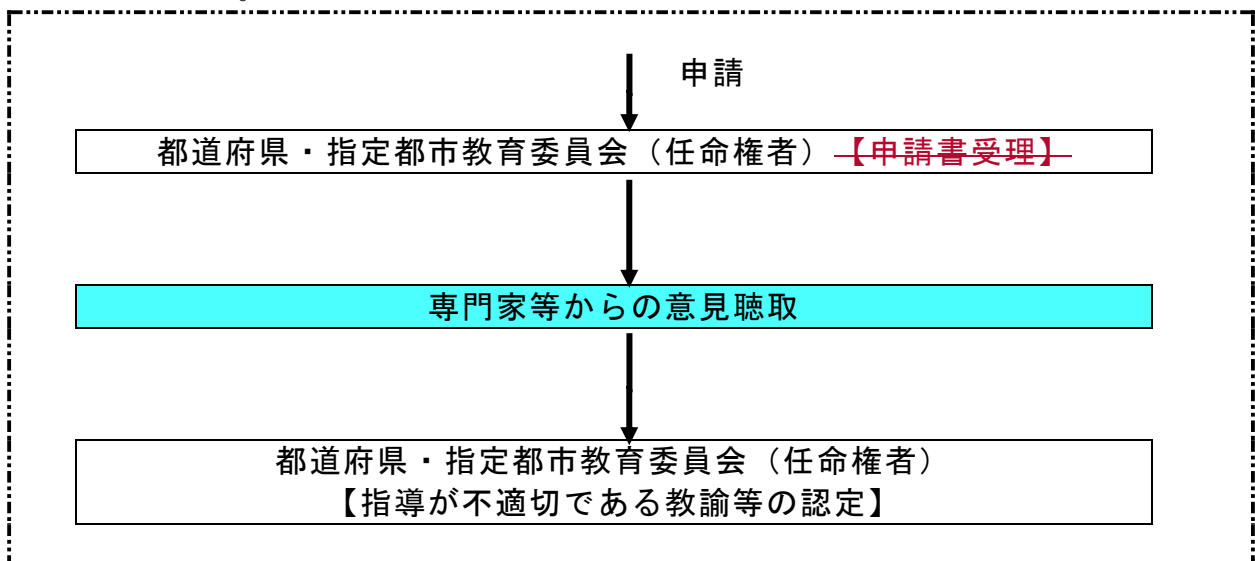 申請
都道府県・指定都市教育委員会（任命権者）【申請書受理】
専門家等からの意見聴取
都道府県・指定都市教育委員会（任命権者）
【指導が不適切である教諭等の認定】